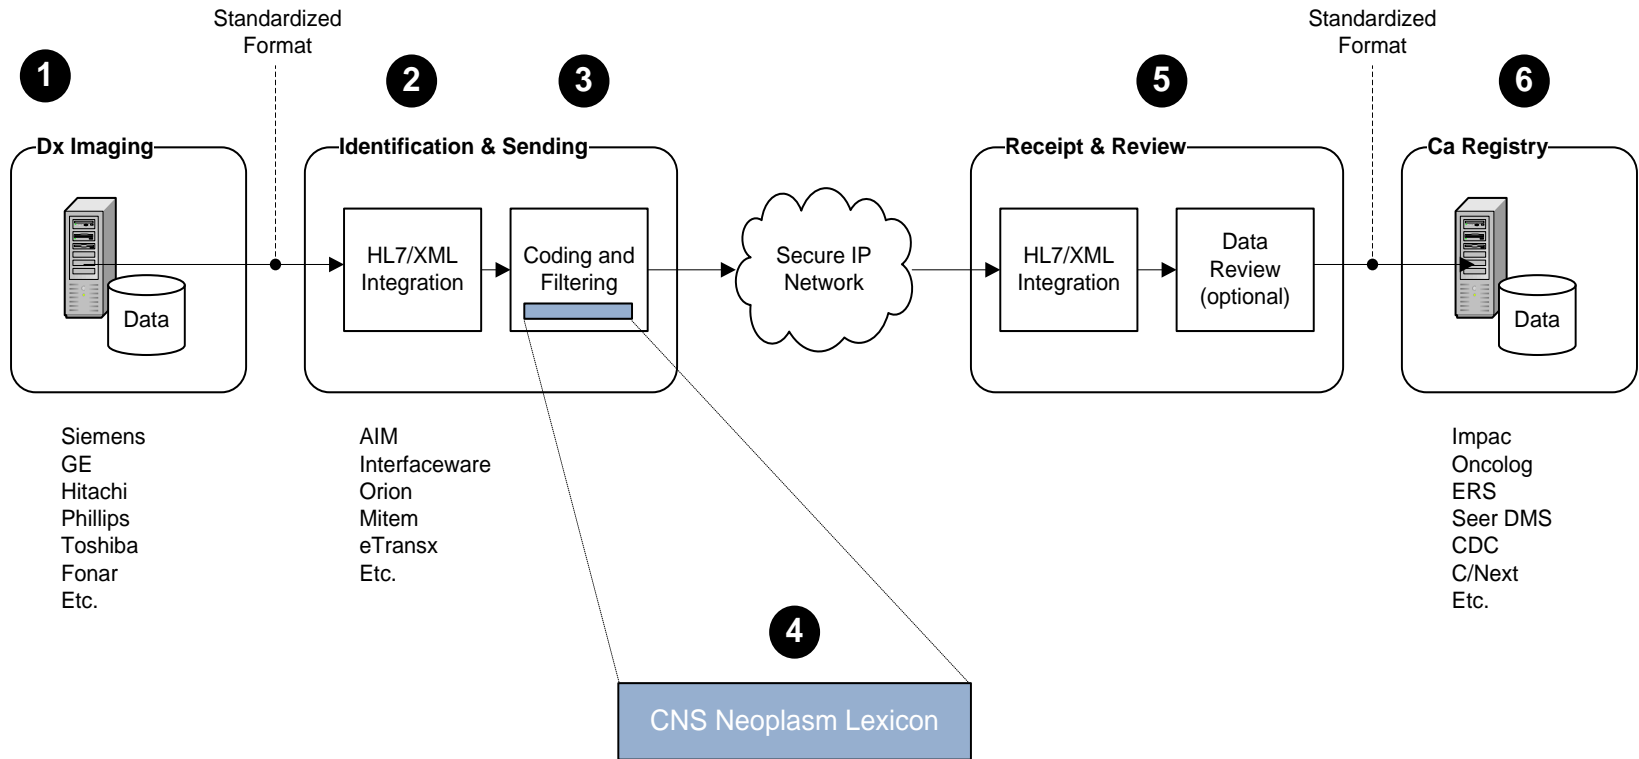 Standardized
Format
Standardized
Format
1
2
3
5
6
Dx Imaging
Identification & Sending
Receipt & Review
Ca Registry
Data
HL7/XML
Integration
Coding and
Filtering
Secure IP
Network
HL7/XML
Integration
Data
Review
(optional)
Data
Siemens
GE
Hitachi
Phillips
Toshiba
Fonar
Etc.
AIM
Interfaceware
Orion
Mitem
eTransx
Etc.
Impac
Oncolog
ERS
Seer DMS
CDC
C/Next
Etc.
4
CNS Neoplasm Lexicon